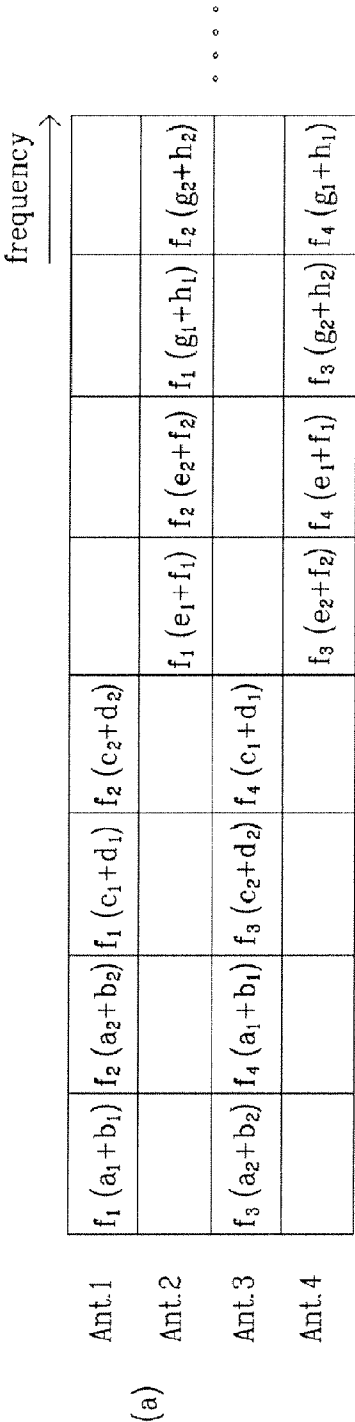 frequency
(a)
Ant.1 f₁ (a₁+b₁) f₂ (a₂+b₂) f₁ (c₁+d₁) f₂ (c₂+d₂)
Ant.2 f₁ (e₁+f₁) f₂ (e₂+f₂) f₁ (g₁+h₁) f₂ (g₂+h₂)
Ant.3 f₃ (a₂+b₂) f₄ (a₁+b₁) f₃ (c₂+d₂) f₄ (c₁+d₁)
Ant.4 f₃ (e₂+f₂) f₄ (e₁+f₁) f₃ (g₂+h₂) f₄ (g₁+h₁)